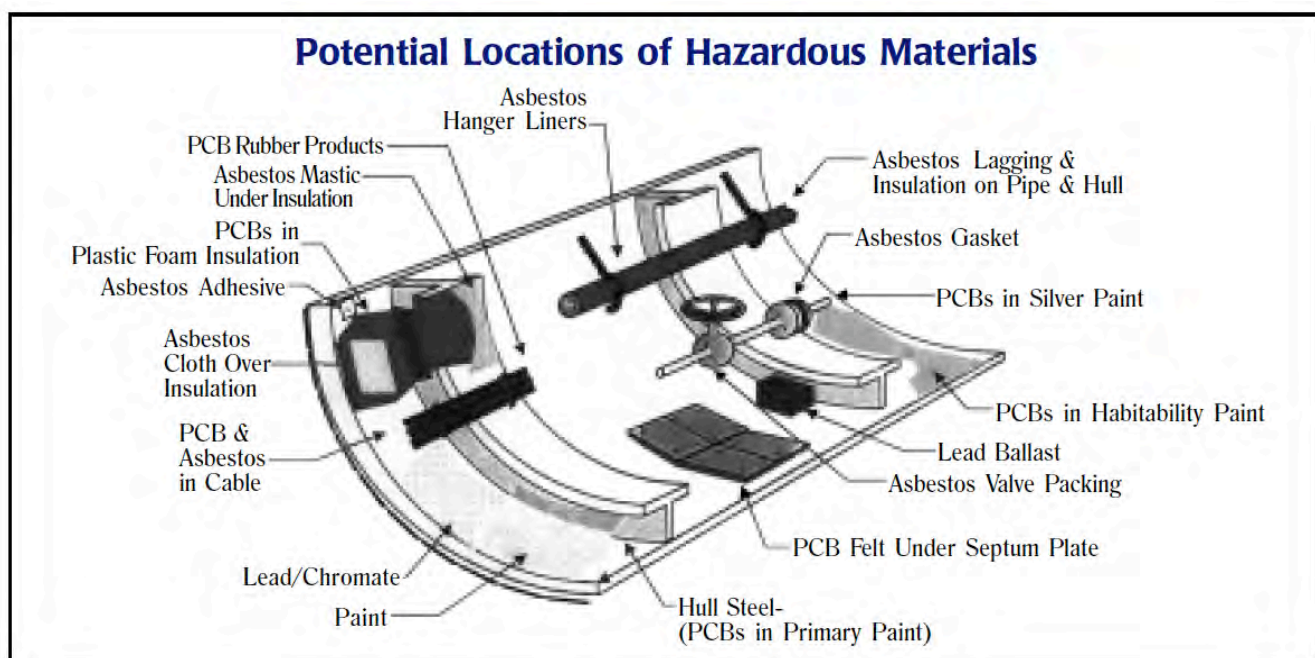 Potential Locations of Hazardous Materials
Asbestos
Hanger Liners
PCB Rubber Products
Asbestos Mastic
Under Insulation
PCBs in
Plastic Foam Insulation
Asbestos Adhesive
Asbestos
Cloth Over
Insulation
PCB &
Asbestos
in Cable
Lead/Chromate
Paint
Hull Steel-
(PCBs in Primary Paint)
PCB Felt Under Septum Plate
Asbestos Valve Packing
Lead Ballast
PCBs in Habitability Paint
PCBs in Silver Paint
Asbestos Gasket
Asbestos Lagging &
Insulation on Pipe & Hull